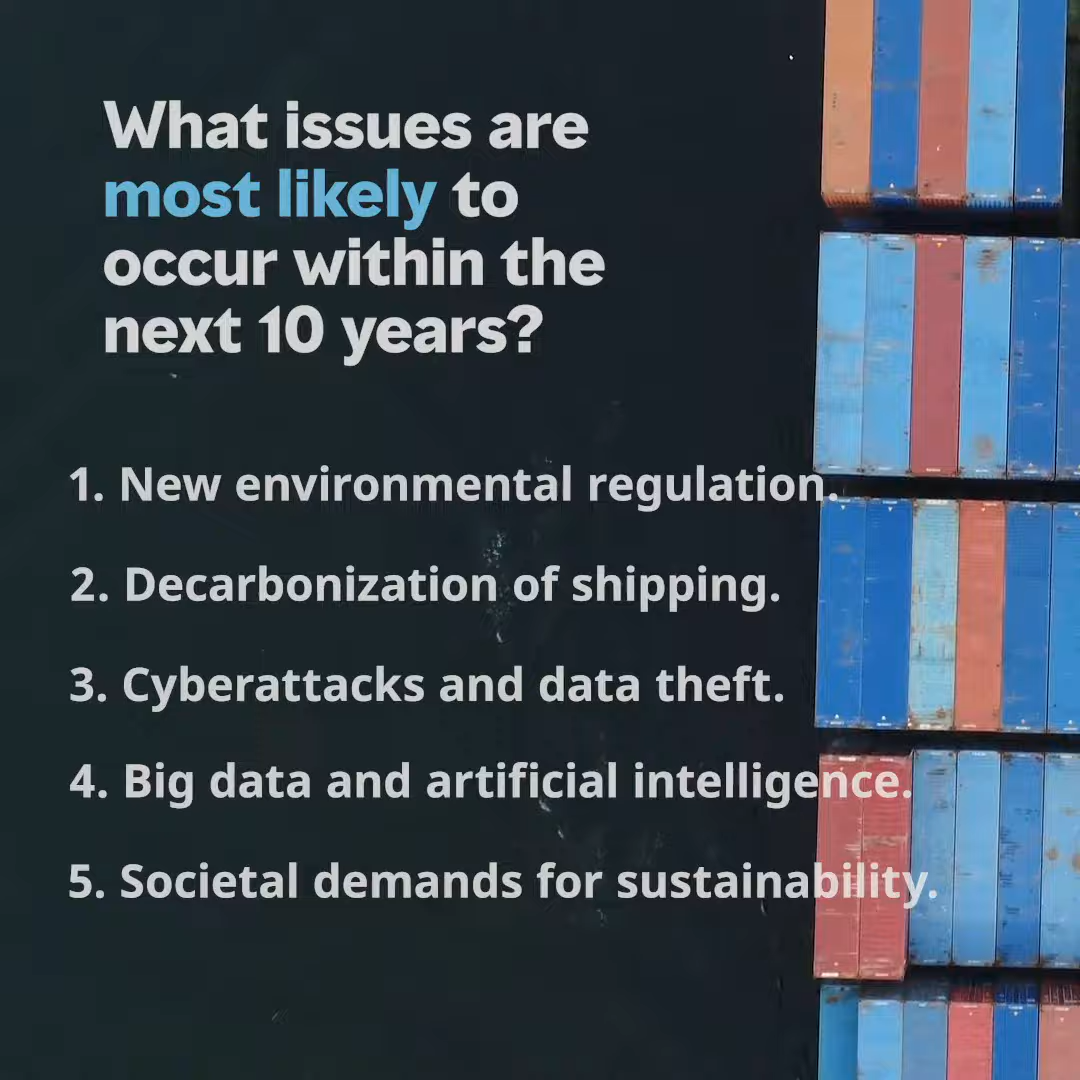 What issues are
most likely to
occur within the
next 10 years?
1. New environmental regulation.
2. Decarbonization of shipping.
3. Cyberattacks and data theft.
4. Big data and artificial intelligence.
5. Societal demands for sustainability.